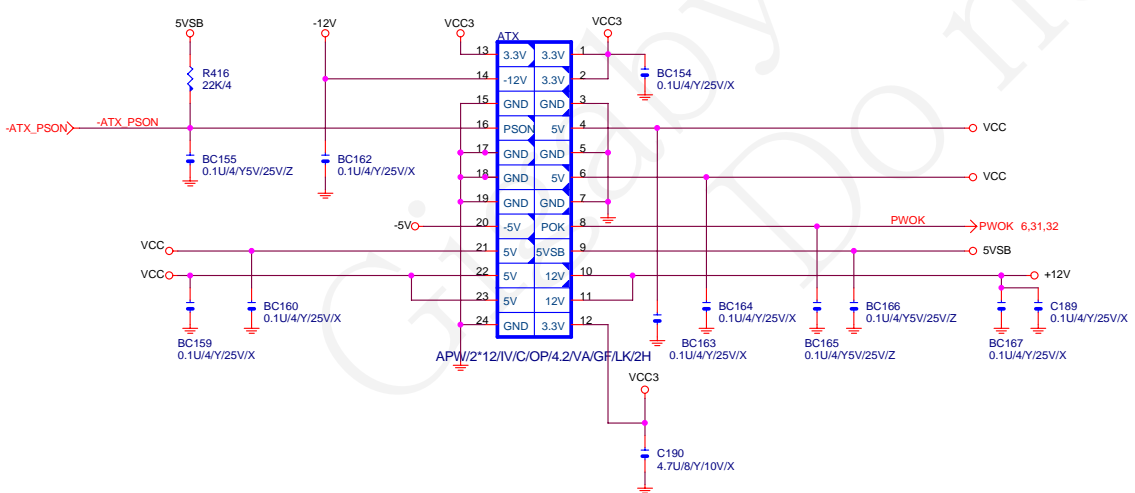 5VSB
-12V
VCC3
VCC3
ATX
R416
22K/4
13 3.3V 3.3V 1
14 -12V 3.3V 2
15 GND GND 3
16 PSON 5V 4
17 GND GND 5
18 GND 5V 6
19 GND GND 7
20 -5V POK 8
21 5V 5VSB 9
22 5V 12V 10
23 5V 12V 11
24 GND 3.3V 12
BC154
0.1U/4/Y/25V/X
-ATX_PSON
-ATX_PSON
VCC
BC155
0.1U/4/Y5V/25V/Z
BC162
0.1U/4/Y/25V/X
VCC
-5V
PWOK
PWOK 6,31,32
VCC
5VSB
VCC
+12V
BC160
0.1U/4/Y/25V/X
BC159
0.1U/4/Y/25V/X
BC164
0.1U/4/Y/25V/X
BC163
0.1U/4/Y/25V/X
BC166
0.1U/4/Y5V/25V/Z
BC165
0.1U/4/Y5V/25V/Z
C189
0.1U/4/Y/25V/X
BC167
0.1U/4/Y/25V/X
APW/2*12/IV/C/OP/4.2/VA/GF/LK/2H
VCC3
C190
4.7U/8/Y/10V/X
Gigaby
Do n